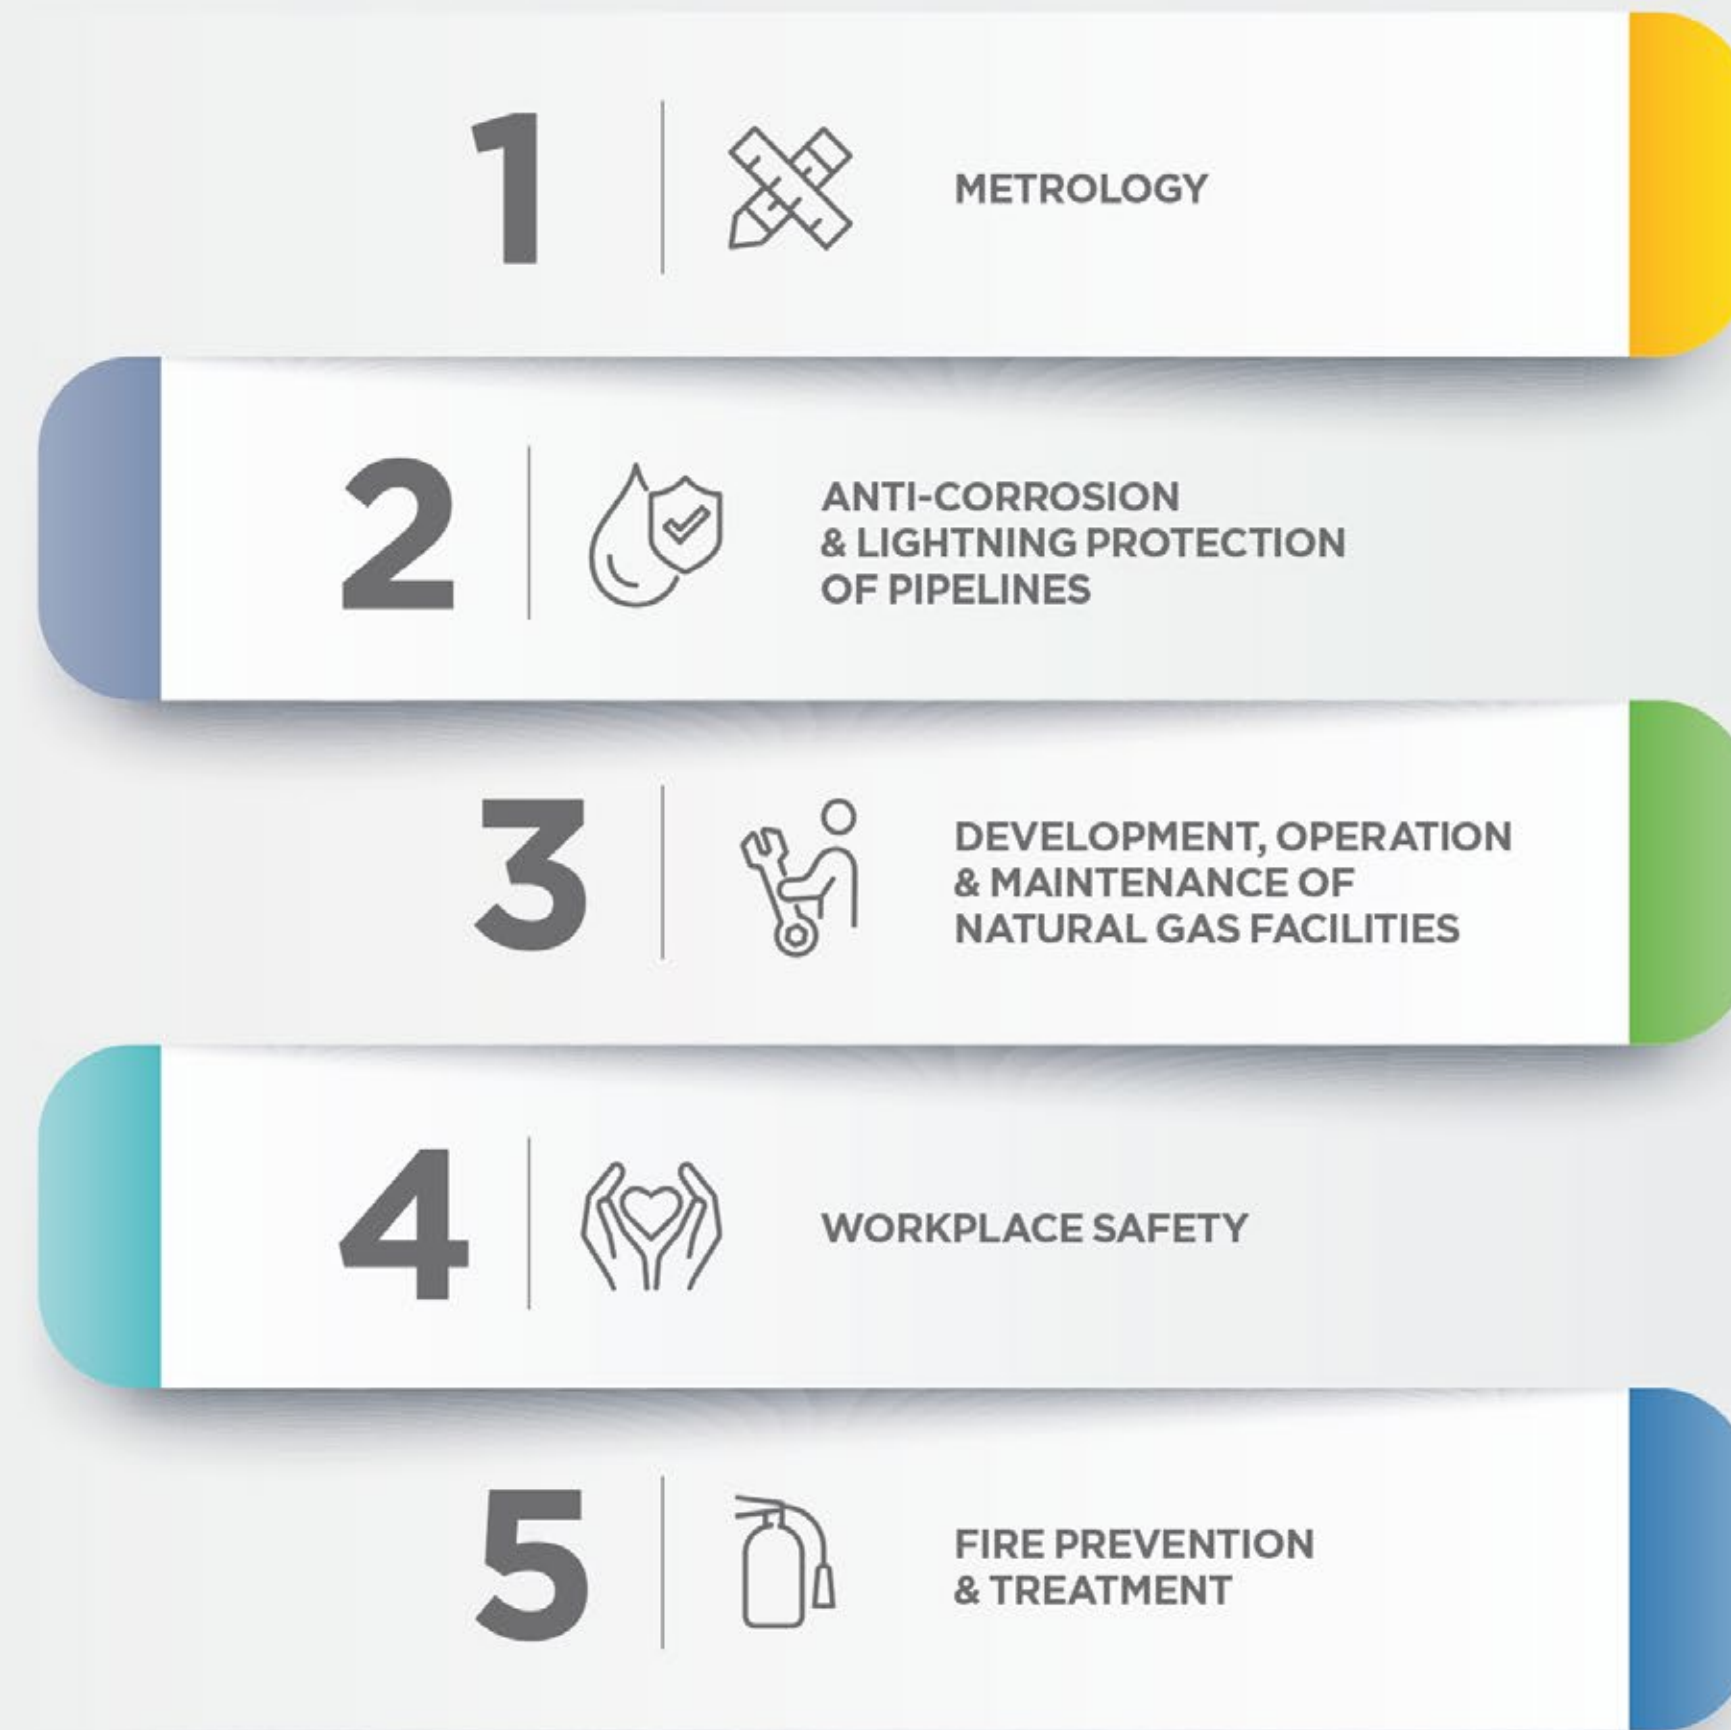 1
METROLOGY
2
ANTI-CORROSION
& LIGHTNING PROTECTION
OF PIPELINES
3
DEVELOPMENT, OPERATION
& MAINTENANCE OF
NATURAL GAS FACILITIES
4
WORKPLACE SAFETY
5
FIRE PREVENTION
& TREATMENT